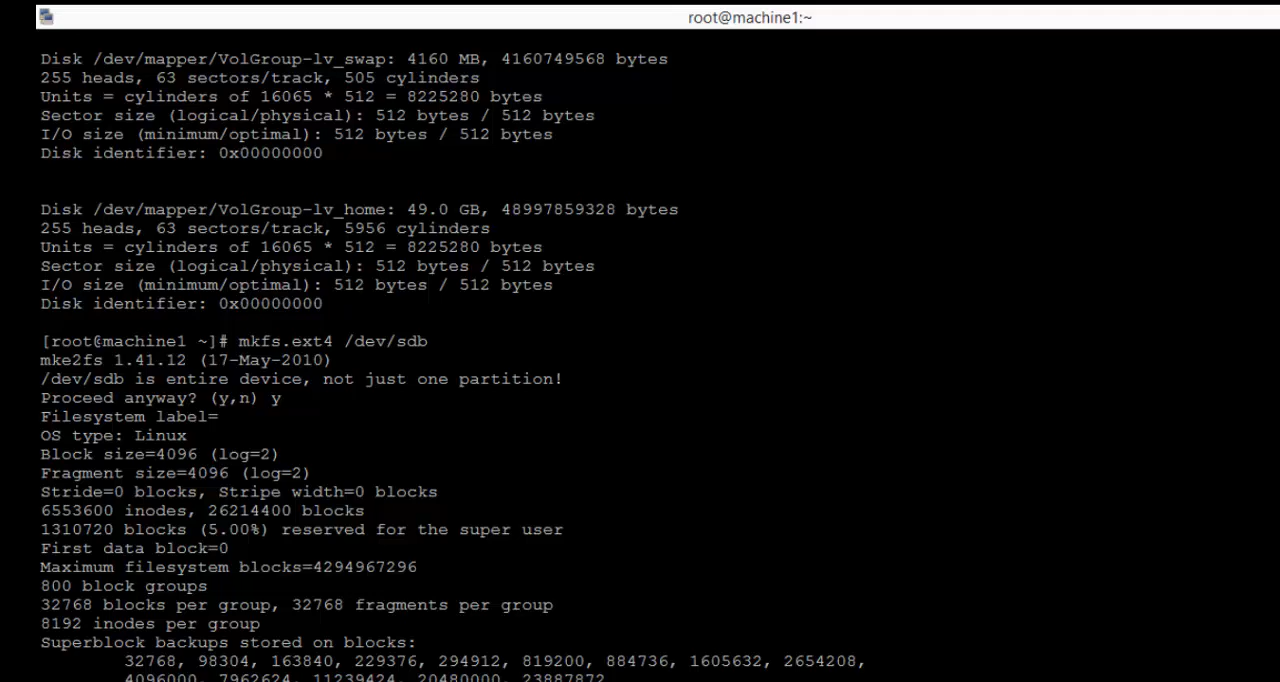 root@machine1:~
Disk /dev/mapper/VolGroup-lv_swap: 4160 MB, 4160749568 bytes
255 heads, 63 sectors/track, 505 cylinders
Units = cylinders of 16065 * 512 = 8225280 bytes
Sector size (logical/physical): 512 bytes / 512 bytes
I/O size (minimum/optimal): 512 bytes / 512 bytes
Disk identifier: 0x00000000
Disk /dev/mapper/VolGroup-lv_home: 49.0 GB, 48997859328 bytes
255 heads, 63 sectors/track, 5956 cylinders
Units = cylinders of 16065 * 512 = 8225280 bytes
Sector size (logical/physical): 512 bytes / 512 bytes
I/O size (minimum/optimal): 512 bytes / 512 bytes
Disk identifier: 0x00000000
[root@machine1 ~]# mkfs.ext4 /dev/sdb
mke2fs 1.41.12 (17-May-2010)
/dev/sdb is entire device, not just one partition!
Proceed anyway? (y,n) y
Filesystem label=
OS type: Linux
Block size=4096 (log=2)
Fragment size=4096 (log=2)
Stride=0 blocks, Stripe width=0 blocks
6553600 inodes, 26214400 blocks
1310720 blocks (5.00%) reserved for the super user
First data block=0
Maximum filesystem blocks=4294967296
800 block groups
32768 blocks per group, 32768 fragments per group
8192 inodes per group
Superblock backups stored on blocks:
32768, 98304, 163840, 229376, 294912, 819200, 884736, 1605632, 2654208,
4096000, 7962624, 11239424, 20480000, 23887872